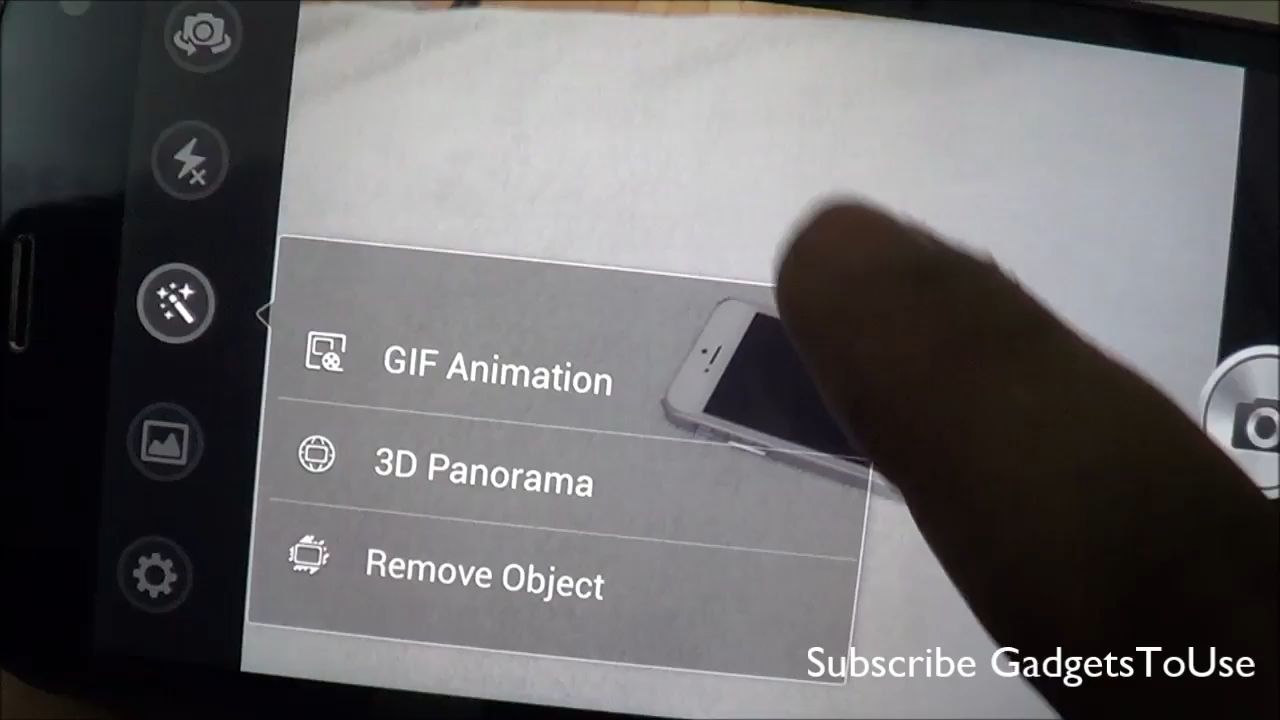 GIF Animation
3D Panorama
Remove Object
Subscribe GadgetsToUse